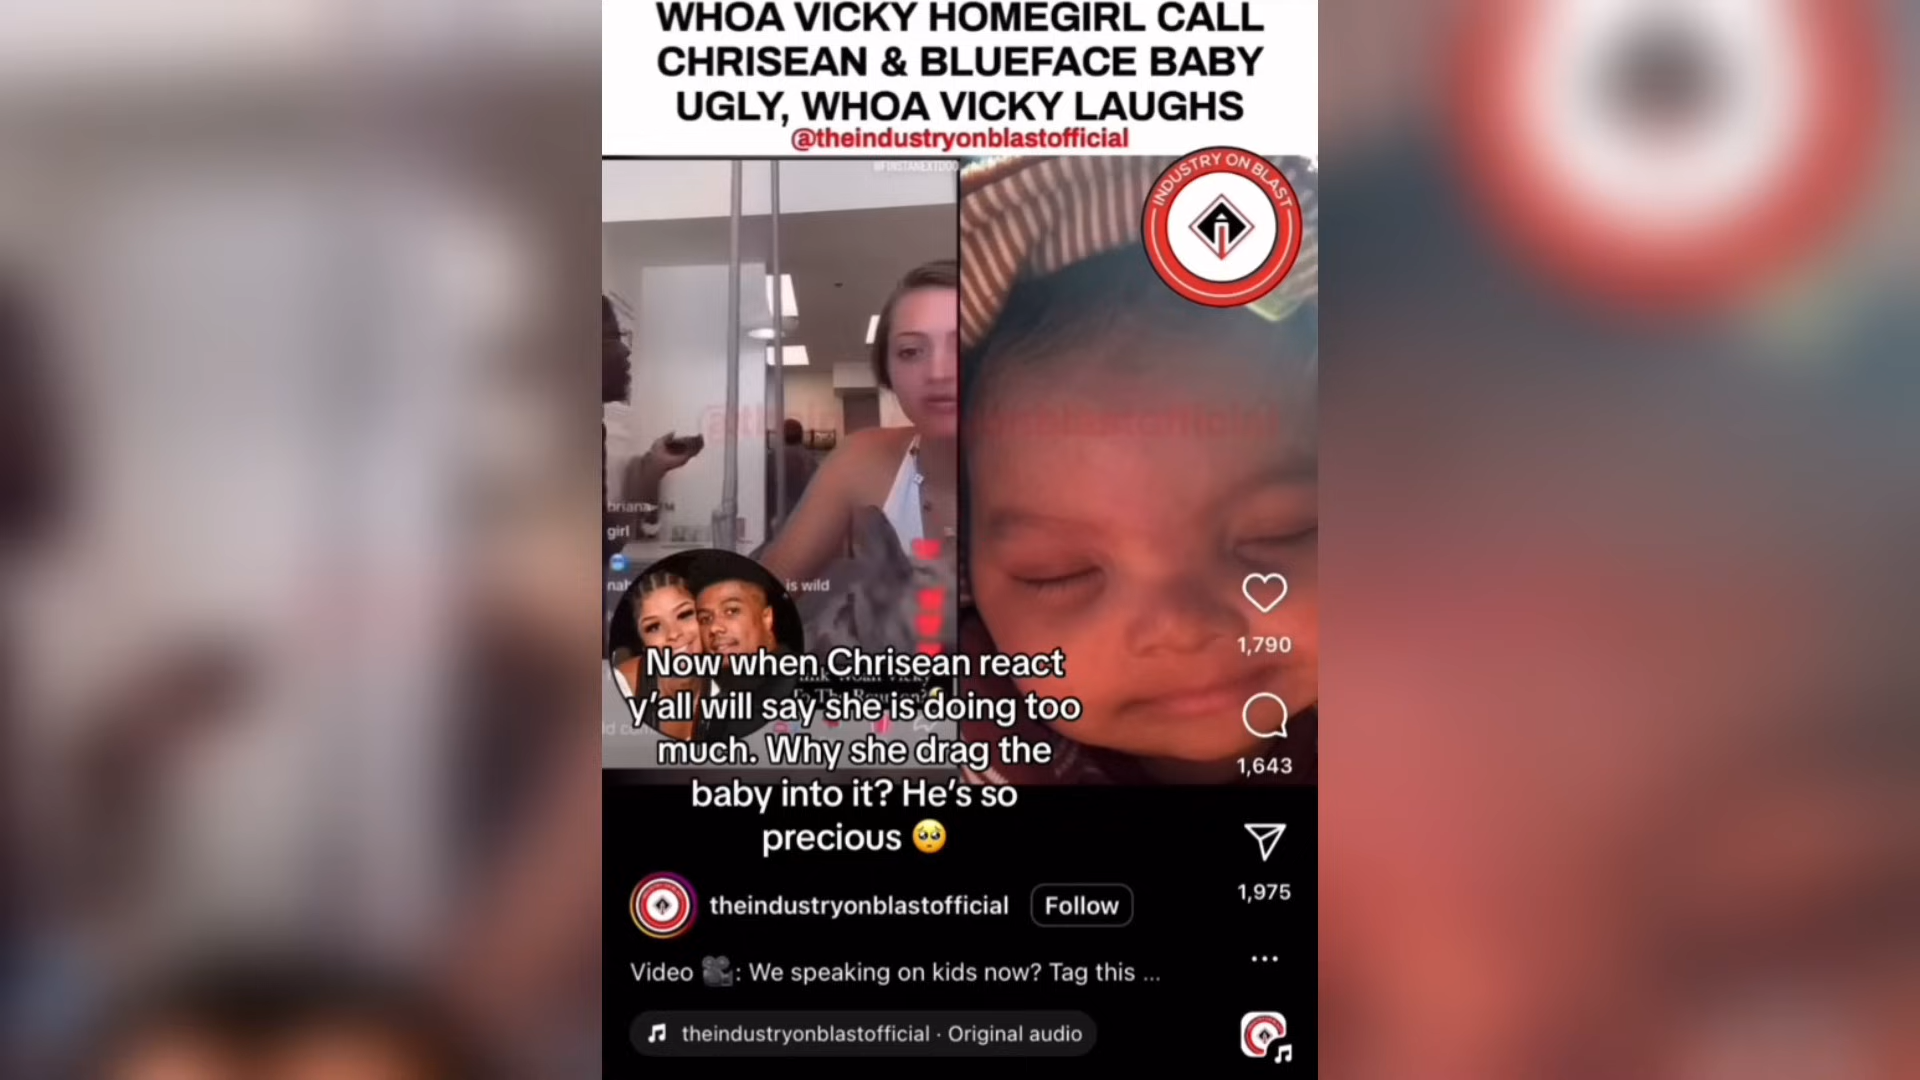 WHOA VICKY HOMEGIRL CALL
CHRISEAN & BLUEFACE BABY
UGLY, WHOA VICKY LAUGHS
@theindustryonblastofficial
INDUSTRY ON BLAST
briana
girl
nah
is wild
Now when Chrisean react
y’all will say she is doing too
much. Why she drag the
baby into it? He’s so
precious 🥺
1,790
1,643
1,975
theindustryonblastofficial
Follow
Video 🎥: We speaking on kids now? Tag this ...
theindustryonblastofficial · Original audio